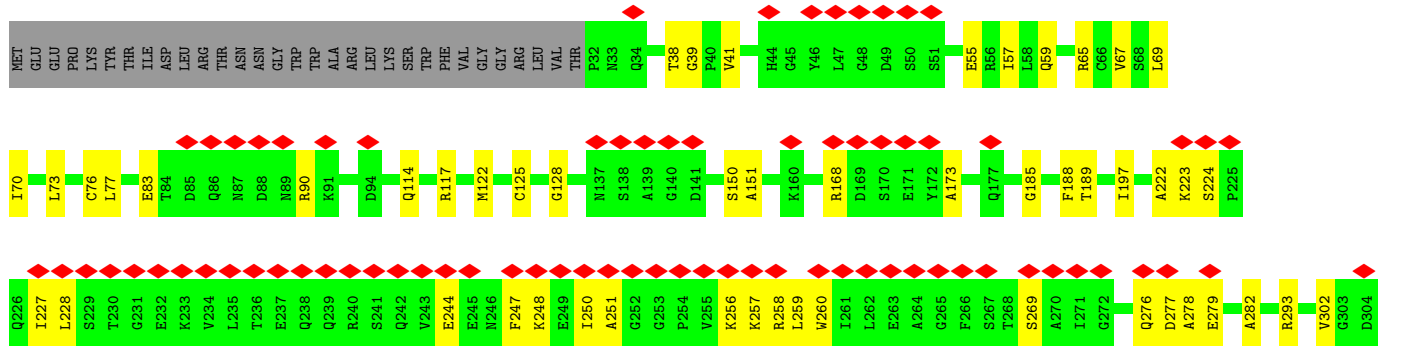 MET GLU GLU PRO LYS TYR THR ILE ASP LEU ARG THR ASN ASN GLY TRP TRP ALA ARG LEU LYS SER TRP PHE VAL GLY GLY ARG LEU VAL THR P32 N33 Q34 T38 G39 P40 V41 H44 G45 Y46 L47 G48 D49 S50 S51 E55 R56 I57 L58 Q59 R65 C66 V67 S68 L69
I70 L73 C76 L77 E83 T84 D85 Q86 N87 D88 N89 R90 K91 D94 Q114 R117 M122 C125 G128 N137 S138 A139 G140 D141 S150 A151 K160 R168 D169 S170 E171 Y172 A173 Q177 G185 F188 T189 I197 A222 K223 S224 P225
Q226 I227 L228 S229 T230 G231 E232 K233 V234 L235 T236 E237 Q238 Q239 R240 S241 Q242 V243 E244 E245 N246 F247 K248 E249 I250 A251 G252 G253 P254 V255 K256 K257 R258 L259 W260 I261 L262 E263 A264 G265 F266 S267 T268 S269 A270 I271 G272 Q276 D277 A278 E279 A282 R293 V302 G303 D304